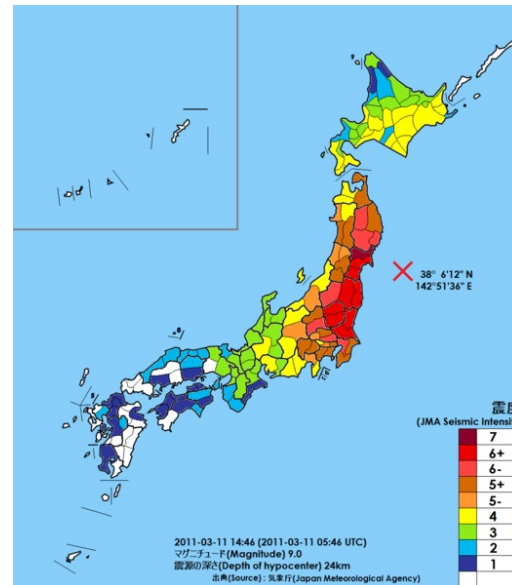 38° 6'12" N
142°51'36" E
震度
(JMA Seismic Intensit
7
6+
6-
5+
5-
4
3
2
1
2011-03-11 14:46 (2011-03-11 05:46 UTC)
マグニチュード(Magnitude) 9.0
震源の深さ(Depth of hypocenter) 24km
出典(Source) : 気象庁(Japan Meteorological Agency)